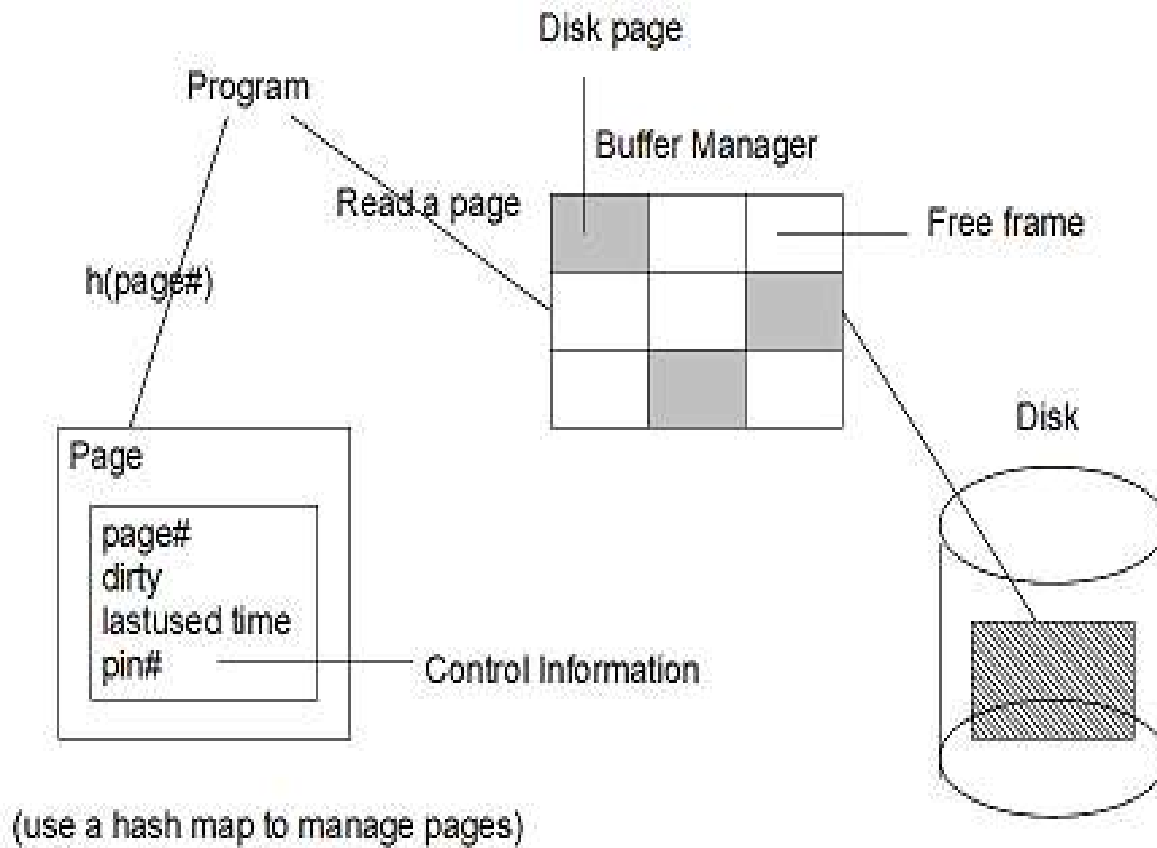 Disk page
Program
Buffer Manager
Read a page
Free frame
h(page#)
Disk
Page
page#
dirty
lastused time
pin#
Control Information
(use a hash map to manage pages)